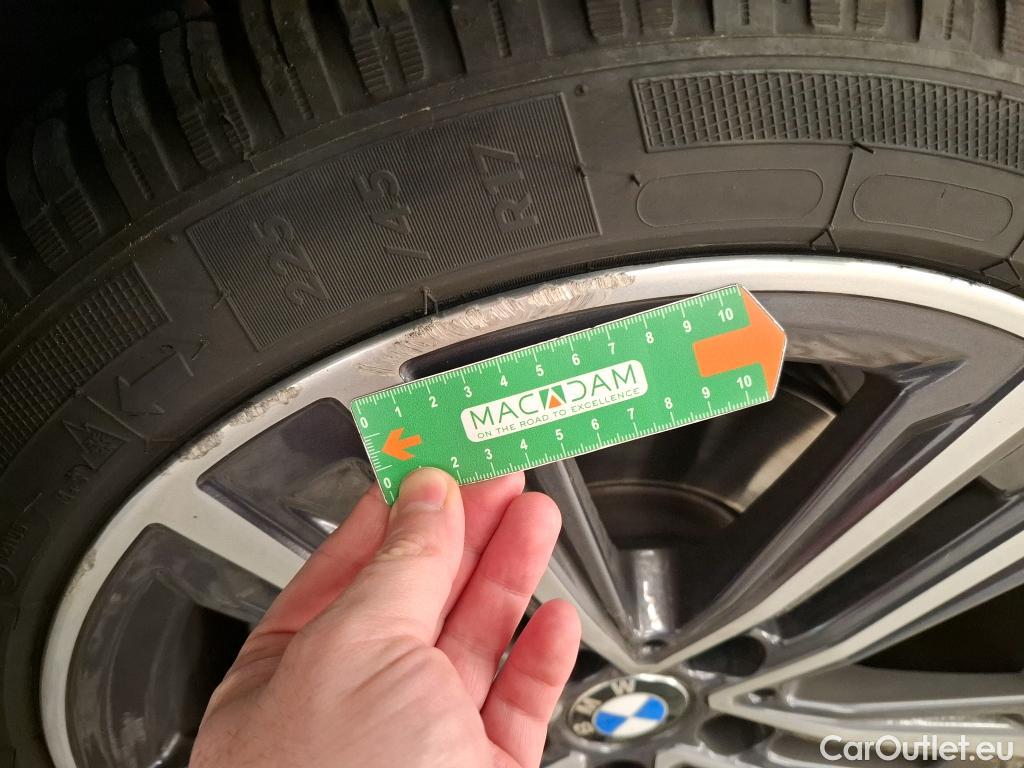 225
/45
R17
0 1 2 3 4 5 6 7 8 9 10
MACADAM
ON THE ROAD TO EXCELLENCE
0 2 3 4 5 6 7 8 9 10
BMW
CarOutlet.eu